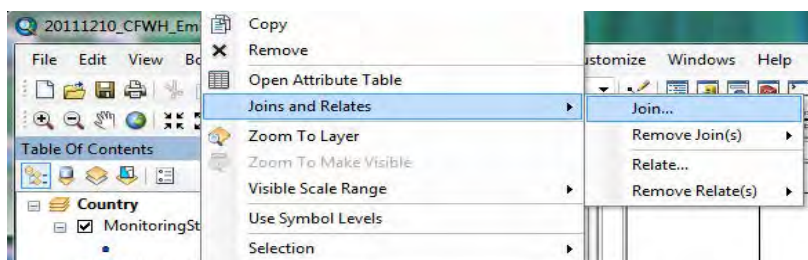 20111210_CFWH_Em
File Edit View Bo
Table Of Contents
Country
MonitoringSt
Copy
Remove
Open Attribute Table
Joins and Relates
Zoom To Layer
Zoom To Make Visible
Visible Scale Range
Use Symbol Levels
Selection
ustomize Windows Help
Join...
Remove Join(s)
Relate...
Remove Relate(s)